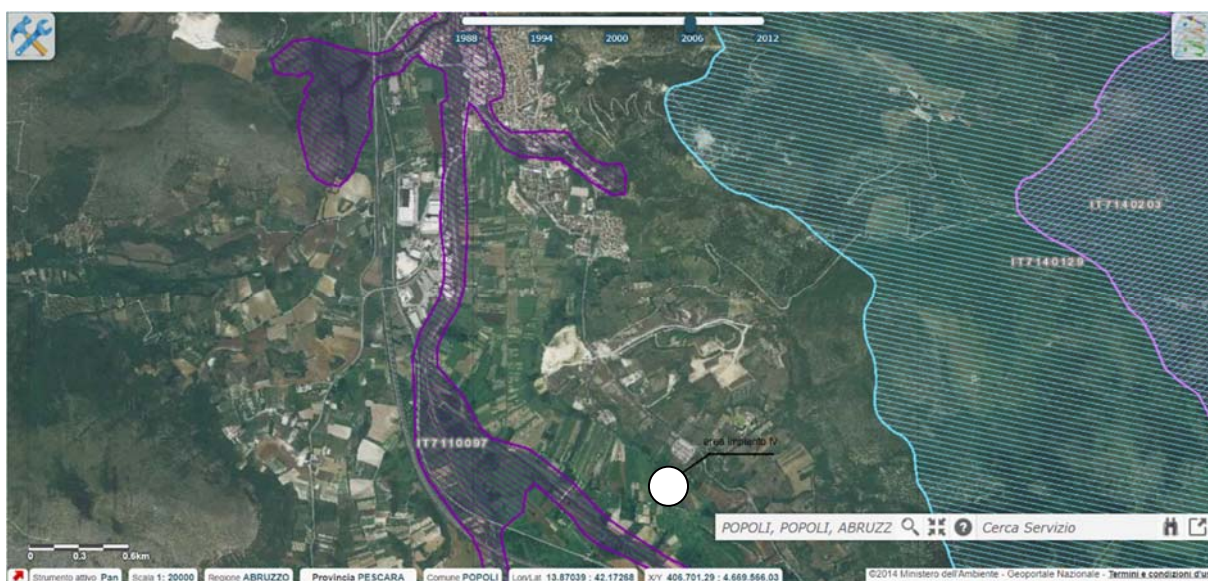 1988 1994 2000 2006 2012
IT7140203
IT7140129
IT7110097
area impianto IV
POPOLI, POPOLI, ABRUZZ
Cerca Servizio
0 0.3 0.6km
Strumento attivo Pan Scala 1: 20000 Regione ABRUZZO Provincia PESCARA Comune POPOLI Lon/Lat 13.87039 : 42.17268 X/Y 406.701,29 : 4.669.566,03 ©2014 Ministero dell'Ambiente - Geoportale Nazionale - Termini e condizioni d'us